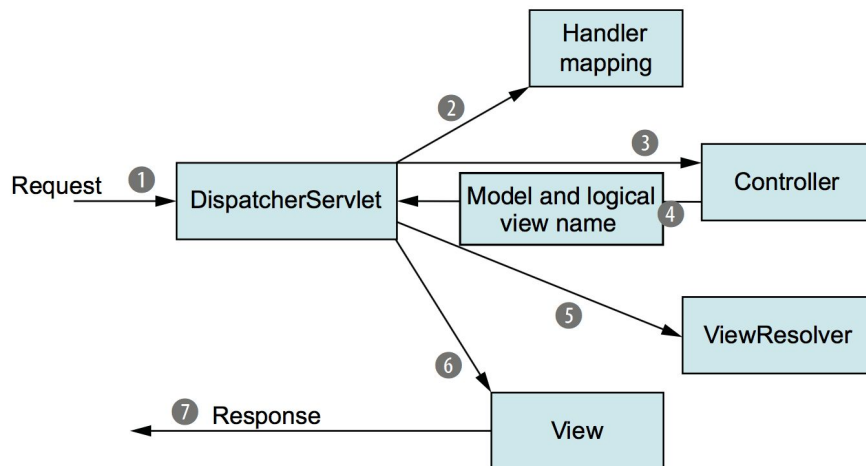 Handler
mapping
2
3
1
Request
DispatcherServlet
Model and logical
view name
4
Controller
5
ViewResolver
6
7
Response
View